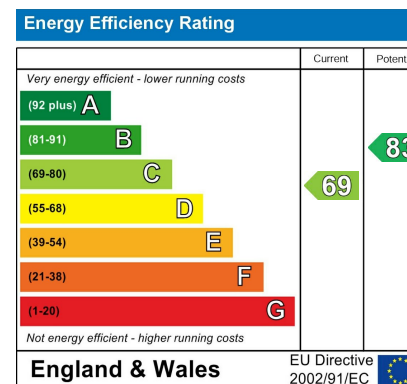 Energy Efficiency Rating
Current Potent
Very energy efficient - lower running costs
(92 plus) A
(81-91) B
83
(69-80) C
69
(55-68) D
(39-54) E
(21-38) F
(1-20) G
Not energy efficient - higher running costs
England & Wales
EU Directive
2002/91/EC